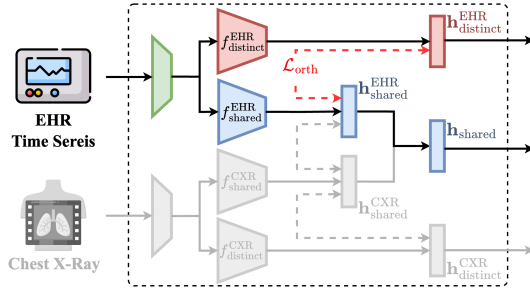 h^EHR_distinct
f^EHR_distinct
L_orth
h^EHR_shared
EHR
Time Sereis
f^EHR_shared
h_shared
f^CXR_shared
h^CXR_shared
Chest X-Ray
f^CXR_distinct
h^CXR_distinct